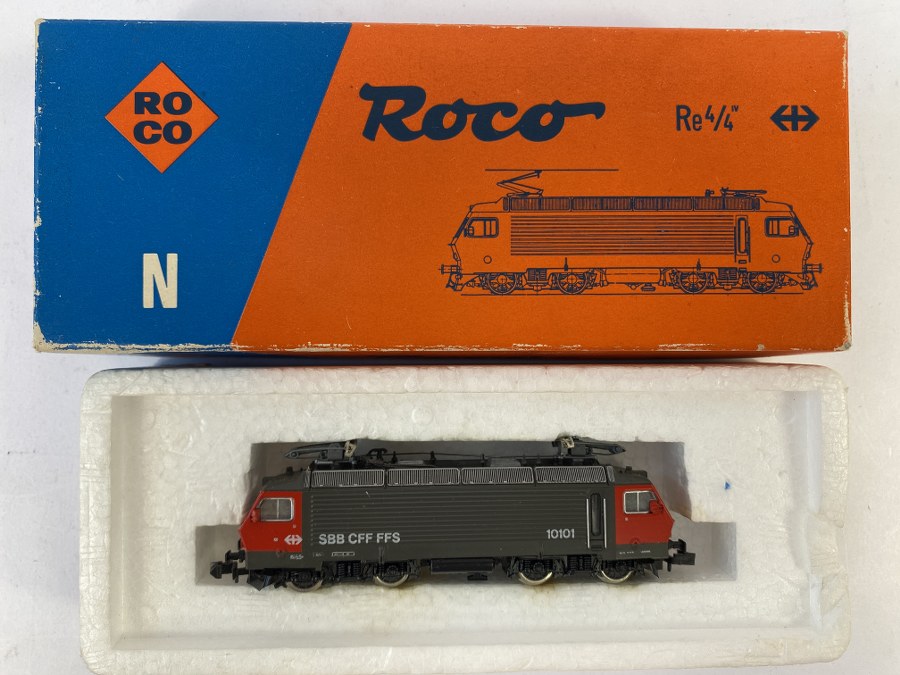 RO
CO
Roco
Re 4/4 IV
N
SBB CFF FFS
10101